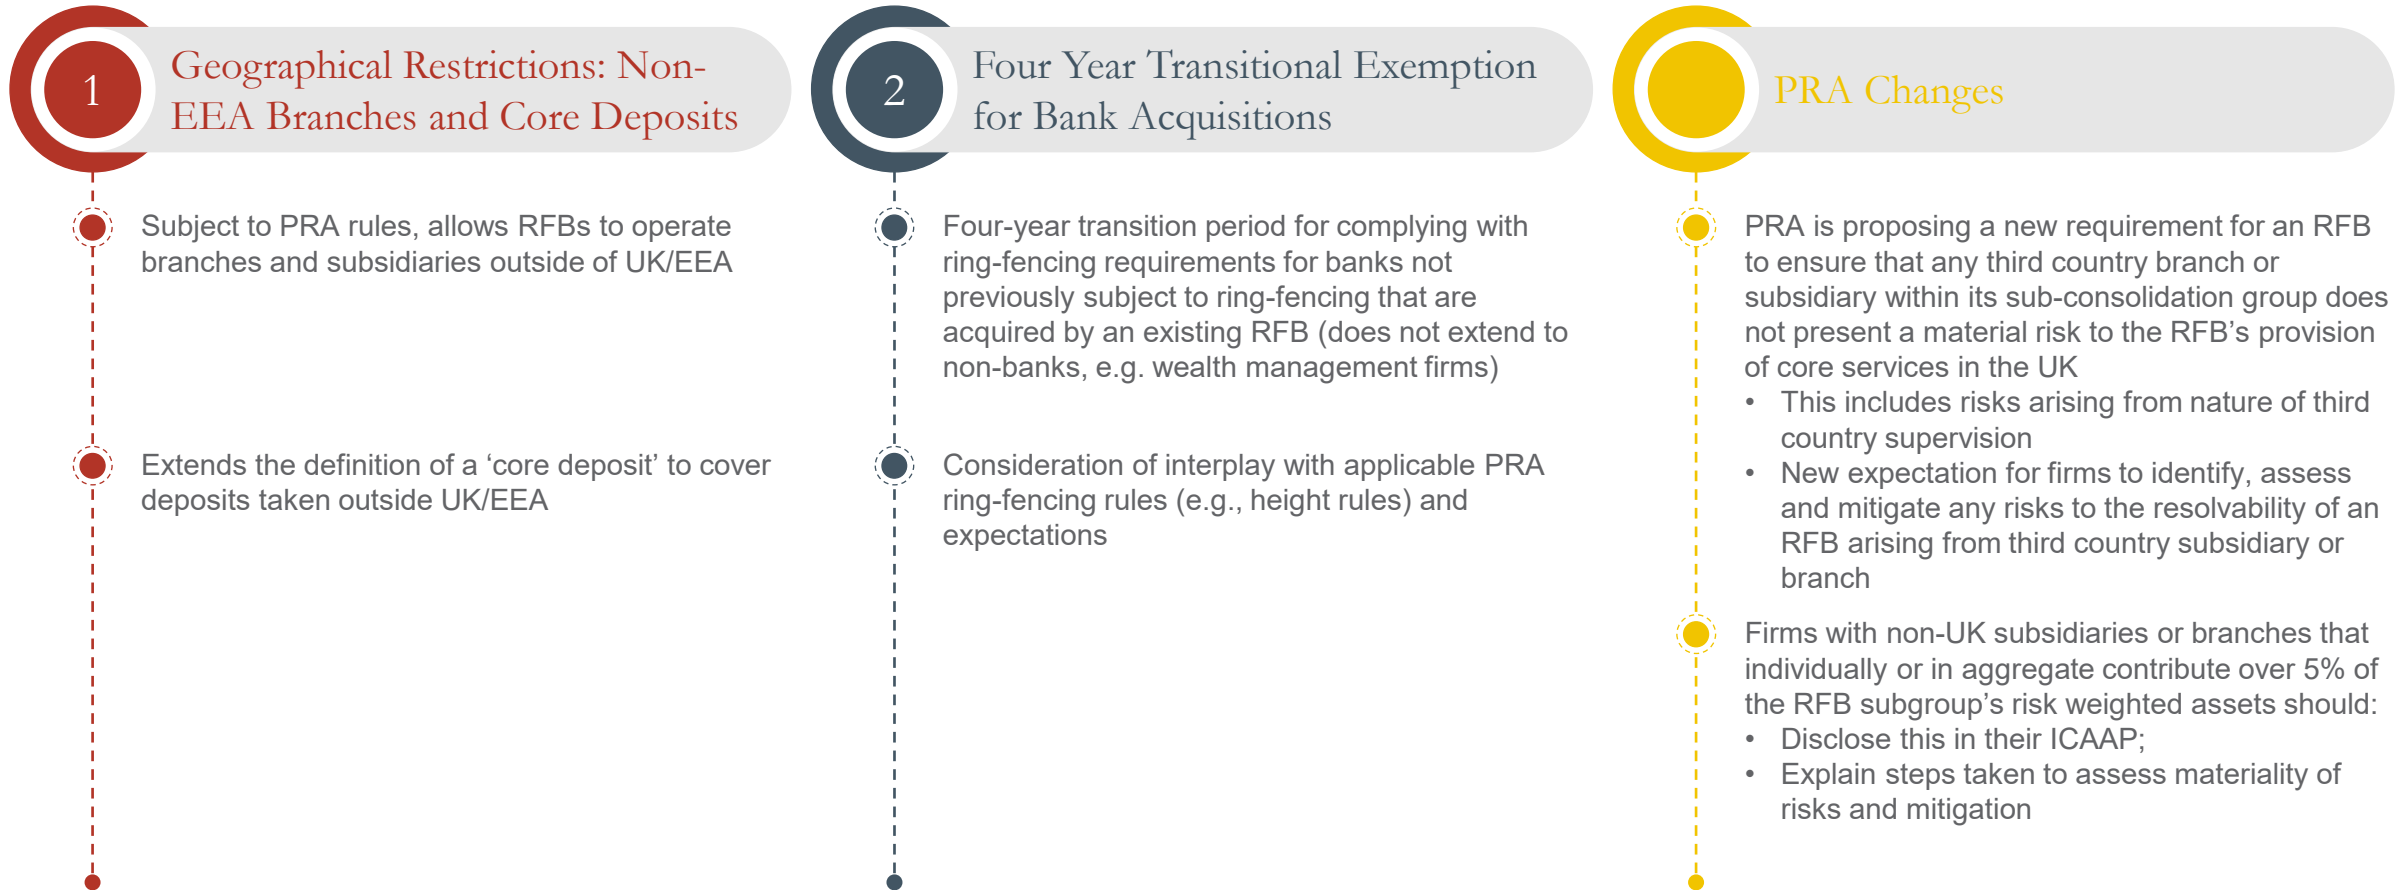 1
Geographical Restrictions: Non-
EEA Branches and Core Deposits
Subject to PRA rules, allows RFBs to operate
branches and subsidiaries outside of UK/EEA
Extends the definition of a ‘core deposit’ to cover
deposits taken outside UK/EEA
2
Four Year Transitional Exemption
for Bank Acquisitions
Four-year transition period for complying with
ring-fencing requirements for banks not
previously subject to ring-fencing that are
acquired by an existing RFB (does not extend to
non-banks, e.g. wealth management firms)
Consideration of interplay with applicable PRA
ring-fencing rules (e.g., height rules) and
expectations
PRA Changes
PRA is proposing a new requirement for an RFB
to ensure that any third country branch or
subsidiary within its sub-consolidation group does
not present a material risk to the RFB’s provision
of core services in the UK
• This includes risks arising from nature of third
country supervision
• New expectation for firms to identify, assess
and mitigate any risks to the resolvability of an
RFB arising from third country subsidiary or
branch
Firms with non-UK subsidiaries or branches that
individually or in aggregate contribute over 5% of
the RFB subgroup’s risk weighted assets should:
• Disclose this in their ICAAP;
• Explain steps taken to assess materiality of
risks and mitigation